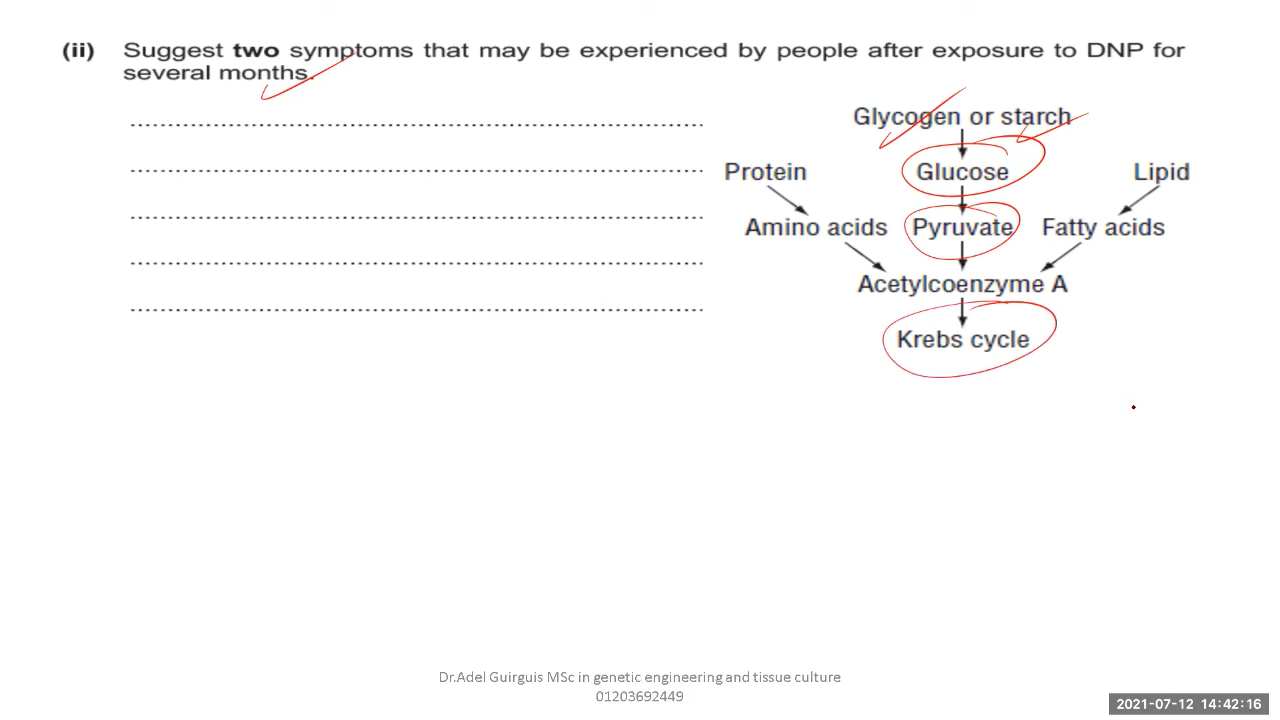 (ii) Suggest two symptoms that may be experienced by people after exposure to DNP for
several months.
Glycogen or starch
Protein Glucose Lipid
Amino acids Pyruvate Fatty acids
Acetylcoenzyme A
Krebs cycle
Dr.Adel Guirguis MSc in genetic engineering and tissue culture
01203692449
2021-07-12 14:42:16